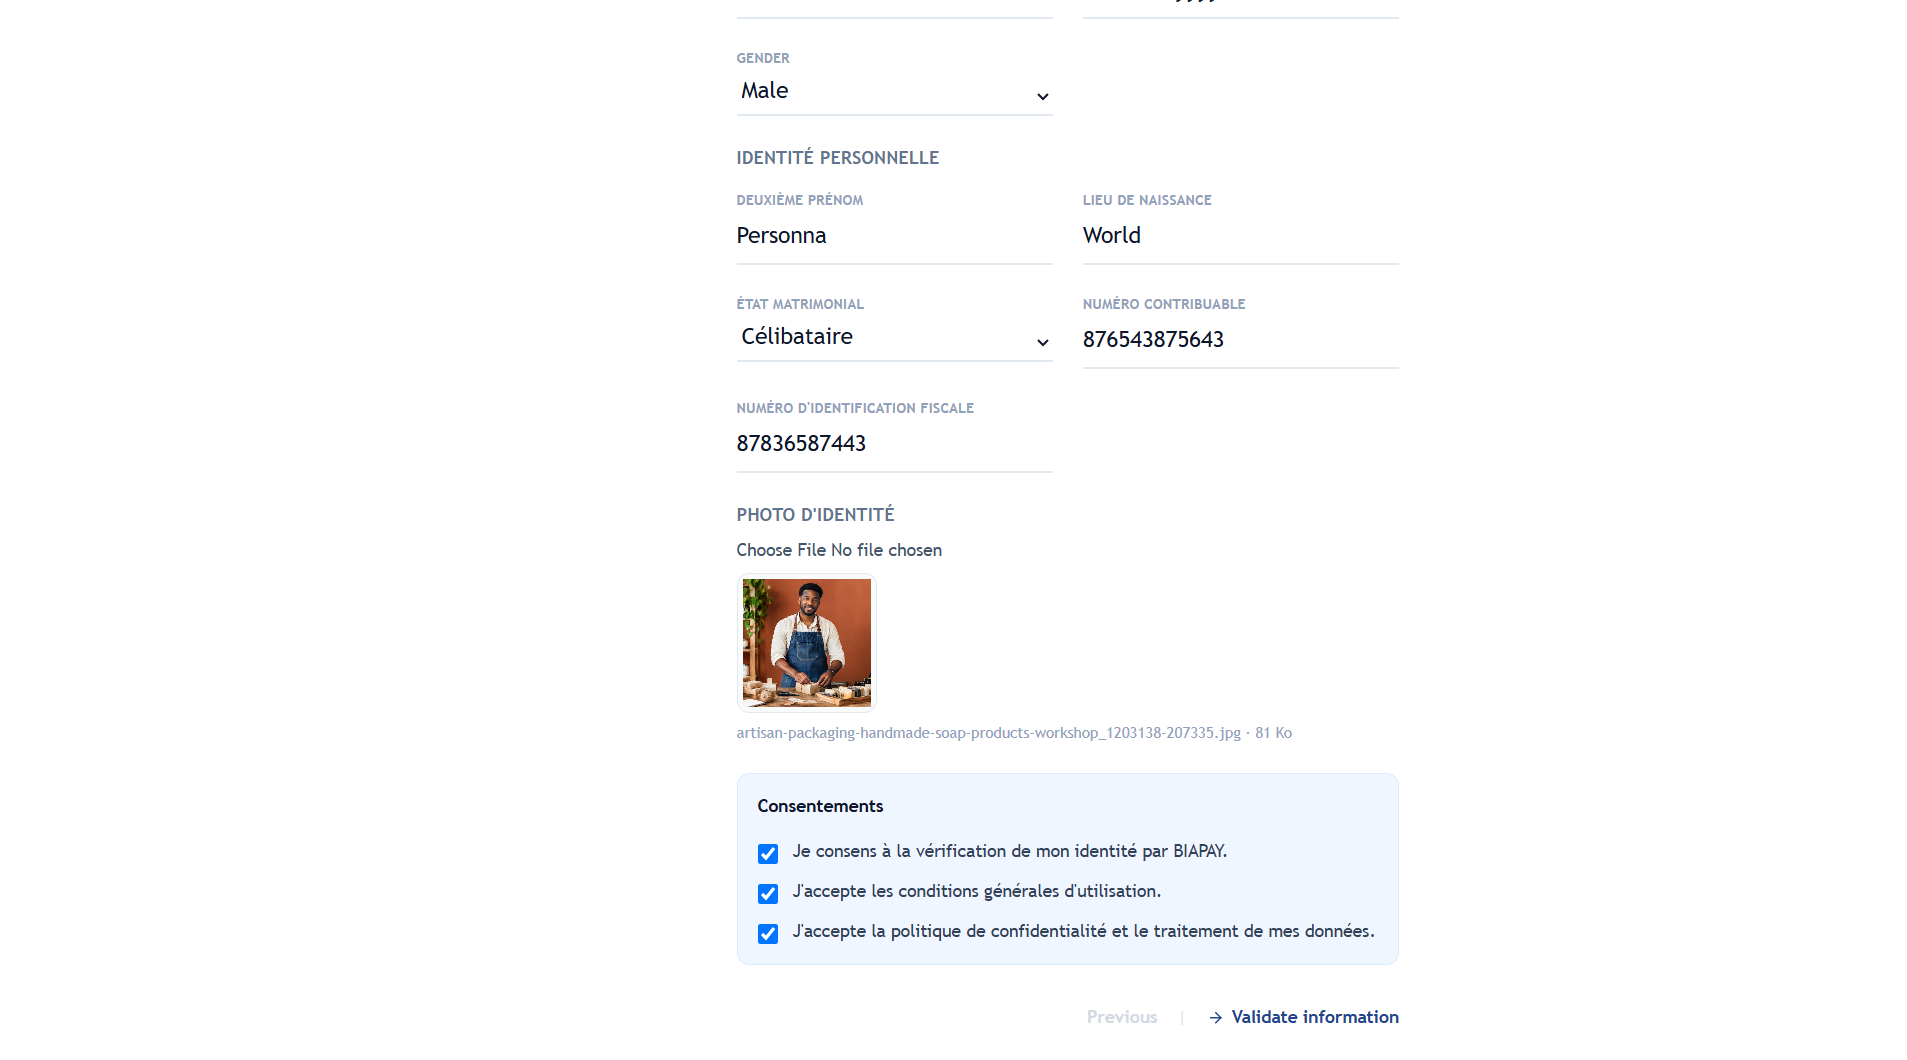 GENDER
Male
IDENTITÉ PERSONNELLE
DEUXIÈME PRÉNOM
LIEU DE NAISSANCE
Personna
World
ÉTAT MATRIMONIAL
NUMÉRO CONTRIBUABLE
Célibataire
876543875643
NUMÉRO D'IDENTIFICATION FISCALE
87836587443
PHOTO D'IDENTITÉ
Choose File No file chosen
artisan-packaging-handmade-soap-products-workshop_1203138-207335.jpg · 81 Ko
Consentements
Je consens à la vérification de mon identité par BIAPAY.
J'accepte les conditions générales d'utilisation.
J'accepte la politique de confidentialité et le traitement de mes données.
Previous | → Validate information